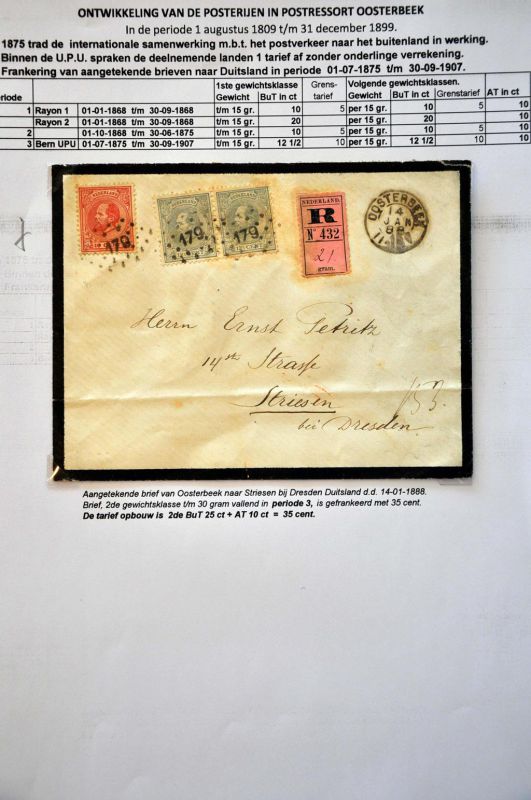 ONTWIKKELING VAN DE POSTERIJEN IN POSTRESSORT OOSTERBEEK
In de periode 1 augustus 1809 t/m 31 december 1899.
1875 trad de internationale samenwerking m.b.t. het postverkeer naar het buitenland in werking.
Binnen de U.P.U. spraken de deelnemende landen 1 tarief af zonder onderlinge verrekening.
Frankering van aangetekende brieven naar Duitsland in periode 01-07-1875 t/m 30-09-1907.
1ste gewichtsklasse Grens- Volgende gewichtsklassen. AT in ct
riode Gewicht BuT in ct tarief Gewicht BuT in ct Grenstarief
1 Rayon 1 01-01-1868 t/m 30-09-1868 t/m 15 gr. 10 5 per 15 gr. 10 5 10
Rayon 2 01-01-1868 t/m 30-09-1868 t/m 15 gr. 20 per 15 gr. 20 10
2 01-10-1868 t/m 30-06-1875 t/m 15 gr. 10 5 per 15 gr. 10 5 10
3 Bern UPU 01-07-1875 t/m 30-09-1907 t/m 15 gr. 12 1/2 10 per 15 gr. 12 1/2 10 10
179
179
179
NEDERLAND.
R
No 432
21
gram.
OOSTERBEEK
14
JAN
88
Herrn Ernst Petritz
14te Strasse
Striesen
bei Dresden
Aangetekende brief van Oosterbeek naar Striesen bij Dresden Duitsland d.d. 14-01-1888.
Brief, 2de gewichtsklasse t/m 30 gram vallend in periode 3, is gefrankeerd met 35 cent.
De tarief opbouw is 2de BuT 25 ct + AT 10 ct = 35 cent.